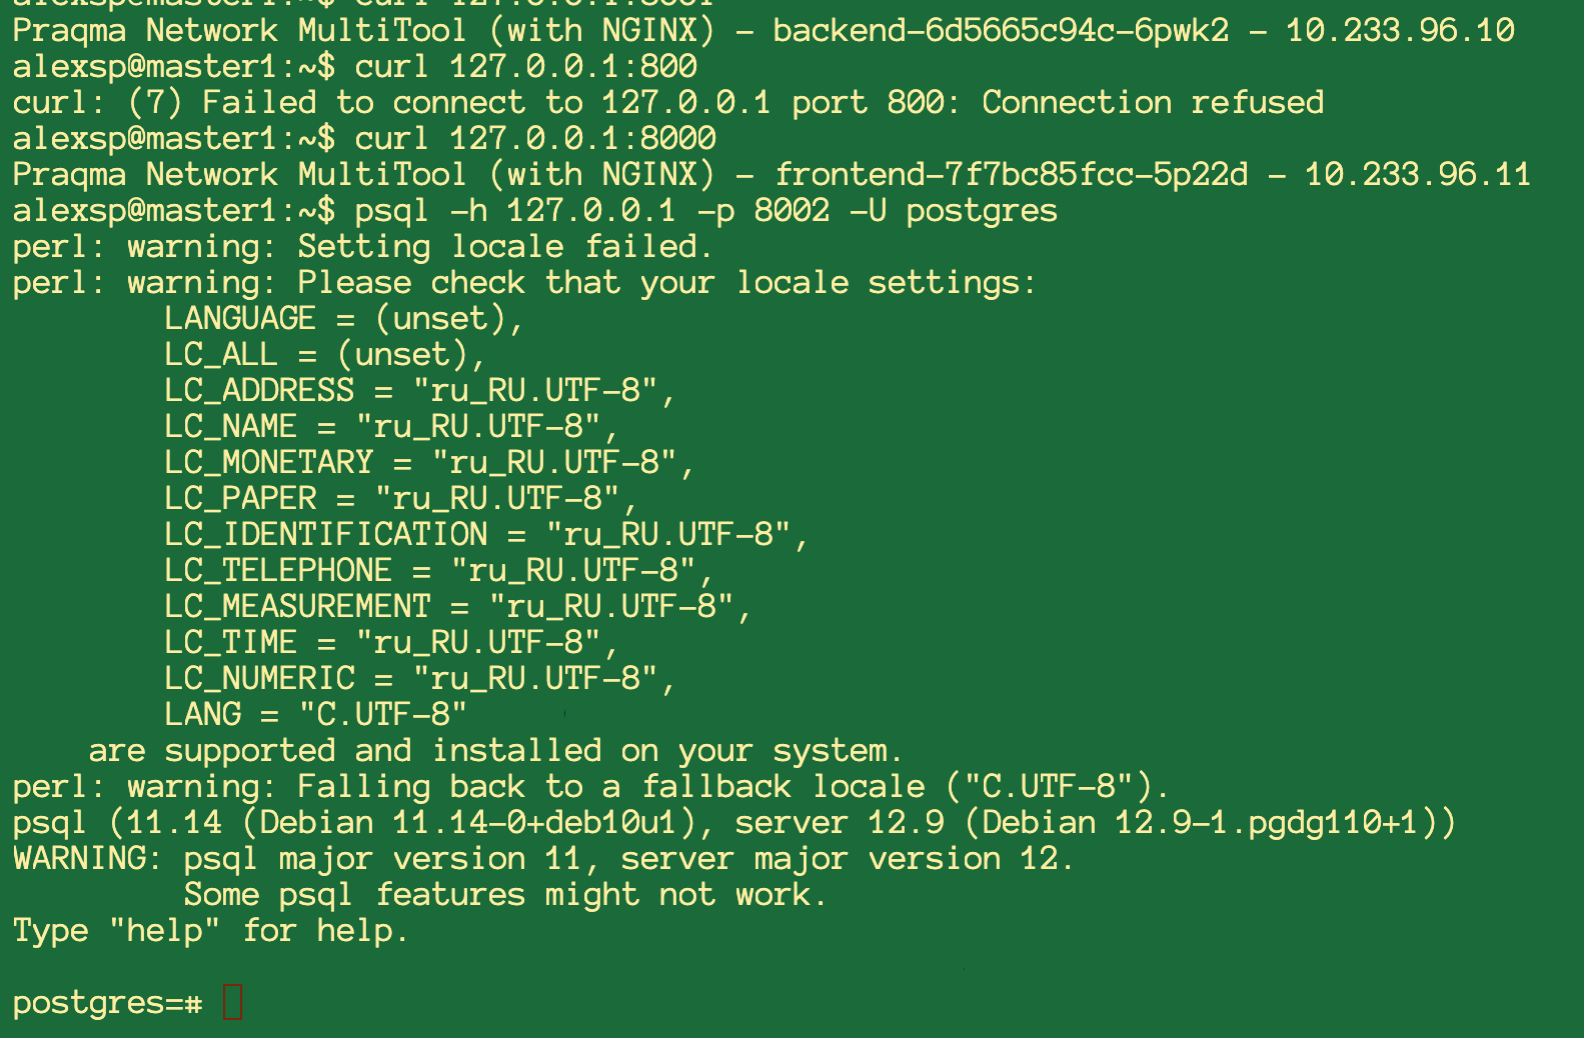 alexsp@master1:~$ curl 127.0.0.1:8001
Praqma Network MultiTool (with NGINX) - backend-6d5665c94c-6pwk2 - 10.233.96.10
alexsp@master1:~$ curl 127.0.0.1:800
curl: (7) Failed to connect to 127.0.0.1 port 800: Connection refused
alexsp@master1:~$ curl 127.0.0.1:8000
Praqma Network MultiTool (with NGINX) - frontend-7f7bc85fcc-5p22d - 10.233.96.11
alexsp@master1:~$ psql -h 127.0.0.1 -p 8002 -U postgres
perl: warning: Setting locale failed.
perl: warning: Please check that your locale settings:
        LANGUAGE = (unset),
        LC_ALL = (unset),
        LC_ADDRESS = "ru_RU.UTF-8",
        LC_NAME = "ru_RU.UTF-8",
        LC_MONETARY = "ru_RU.UTF-8",
        LC_PAPER = "ru_RU.UTF-8",
        LC_IDENTIFICATION = "ru_RU.UTF-8",
        LC_TELEPHONE = "ru_RU.UTF-8",
        LC_MEASUREMENT = "ru_RU.UTF-8",
        LC_TIME = "ru_RU.UTF-8",
        LC_NUMERIC = "ru_RU.UTF-8",
        LANG = "C.UTF-8"
    are supported and installed on your system.
perl: warning: Falling back to a fallback locale ("C.UTF-8").
psql (11.14 (Debian 11.14-0+deb10u1), server 12.9 (Debian 12.9-1.pgdg110+1))
WARNING: psql major version 11, server major version 12.
         Some psql features might not work.
Type "help" for help.
postgres=#